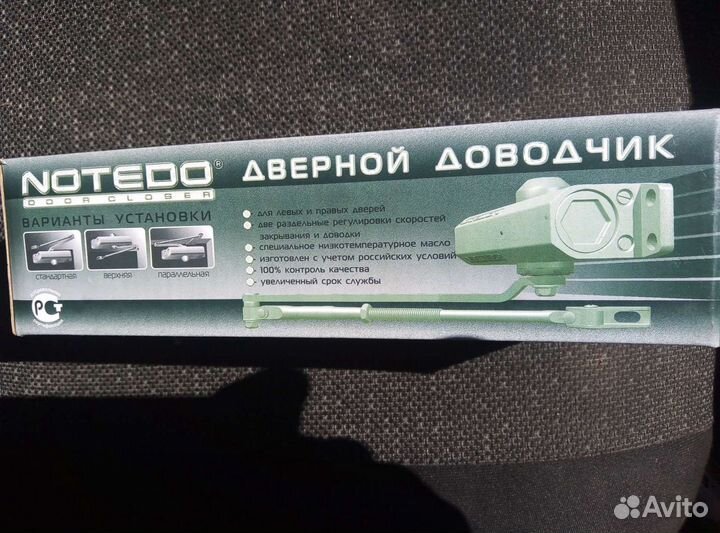 NOTEDO®
DOOR CLOSER
ДВЕРНОЙ ДОВОДЧИК
ВАРИАНТЫ УСТАНОВКИ
стандартная
верхняя
параллельная
для левых и правых дверей
две раздельные регулировки скоростей
закрывания и доводки
специальное низкотемпературное масло
изготовлен с учетом российских условий
100% контроль качества
увеличенный срок службы
РСТ
Avito